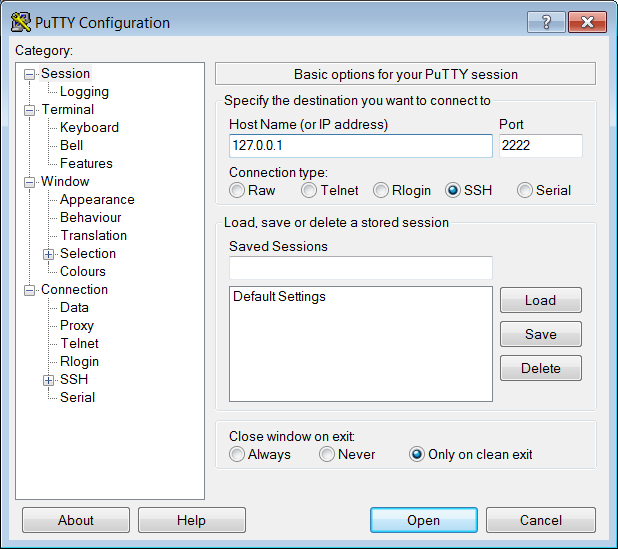 PuTTY Configuration
?
Category:
Session
Logging
Terminal
Keyboard
Bell
Features
Window
Appearance
Behaviour
Translation
Selection
Colours
Connection
Data
Proxy
Telnet
Rlogin
SSH
Serial
Basic options for your PuTTY session
Specify the destination you want to connect to
Host Name (or IP address) Port
127.0.0.1 2222
Connection type:
Raw Telnet Rlogin SSH Serial
Load, save or delete a stored session
Saved Sessions
Default Settings
Load
Save
Delete
Close window on exit:
Always Never Only on clean exit
About Help Open Cancel